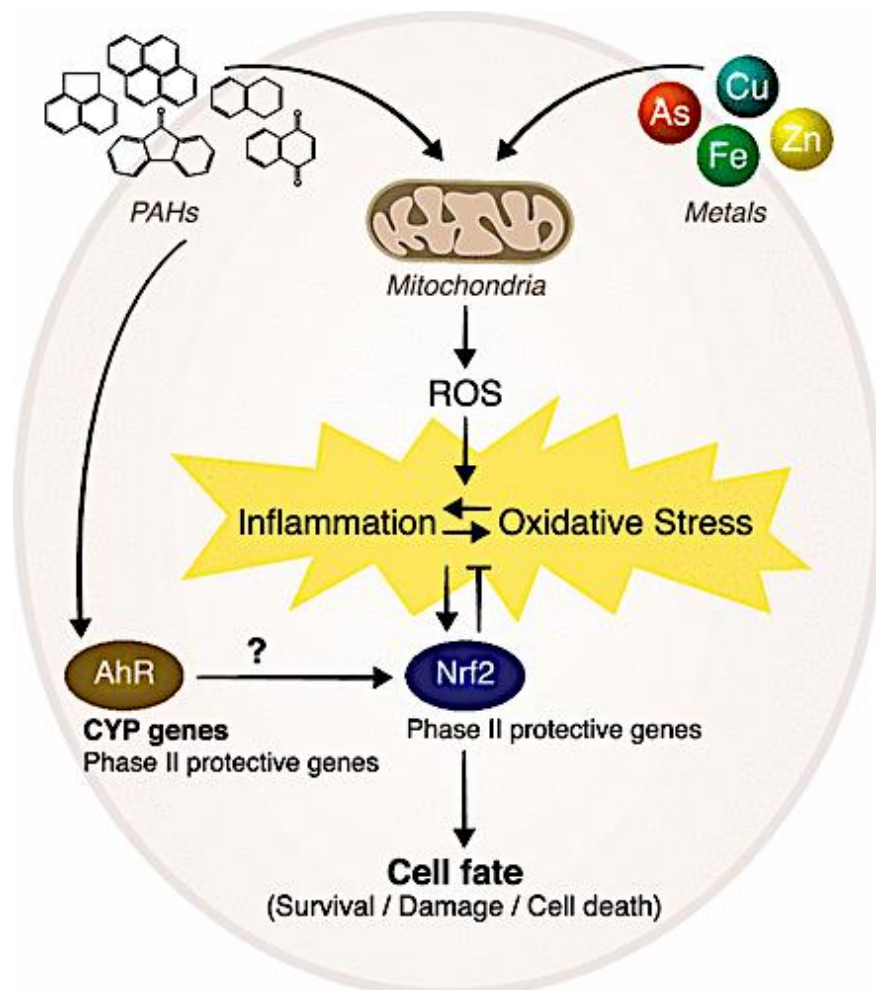 Cu
As
Zn
Fe
PAHs
Metals
Mitochondria
ROS
Inflammation
Oxidative Stress
?
AhR
Nrf2
CYP genes
Phase II protective genes
Phase II protective genes
Cell fate
(Survival / Damage / Cell death)